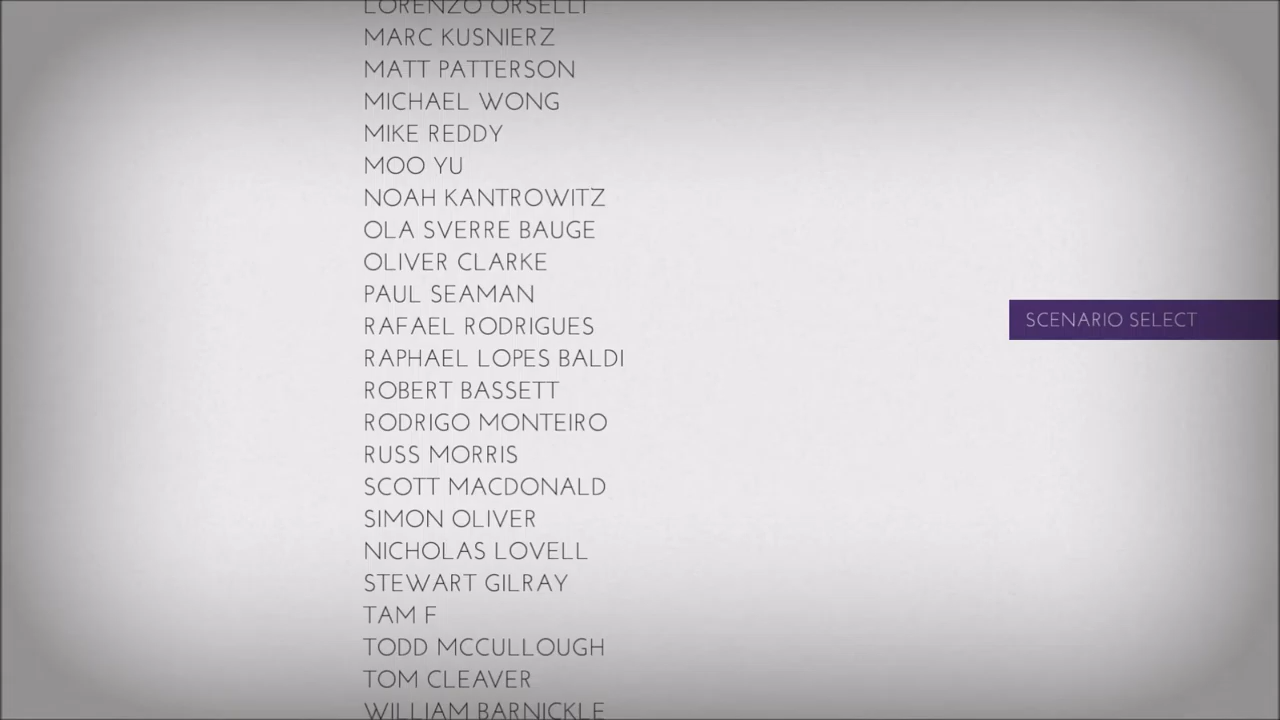 LORENZO ORSELLI
MARC KUSNIERZ
MATT PATTERSON
MICHAEL WONG
MIKE REDDY
MOO YU
NOAH KANTROWITZ
OLA SVERRE BAUGE
OLIVER CLARKE
PAUL SEAMAN
RAFAEL RODRIGUES
RAPHAEL LOPES BALDI
ROBERT BASSETT
RODRIGO MONTEIRO
RUSS MORRIS
SCOTT MACDONALD
SIMON OLIVER
NICHOLAS LOVELL
STEWART GILRAY
TAM F
TODD MCCULLOUGH
TOM CLEAVER
WILLIAM BARNICKLE
SCENARIO SELECT